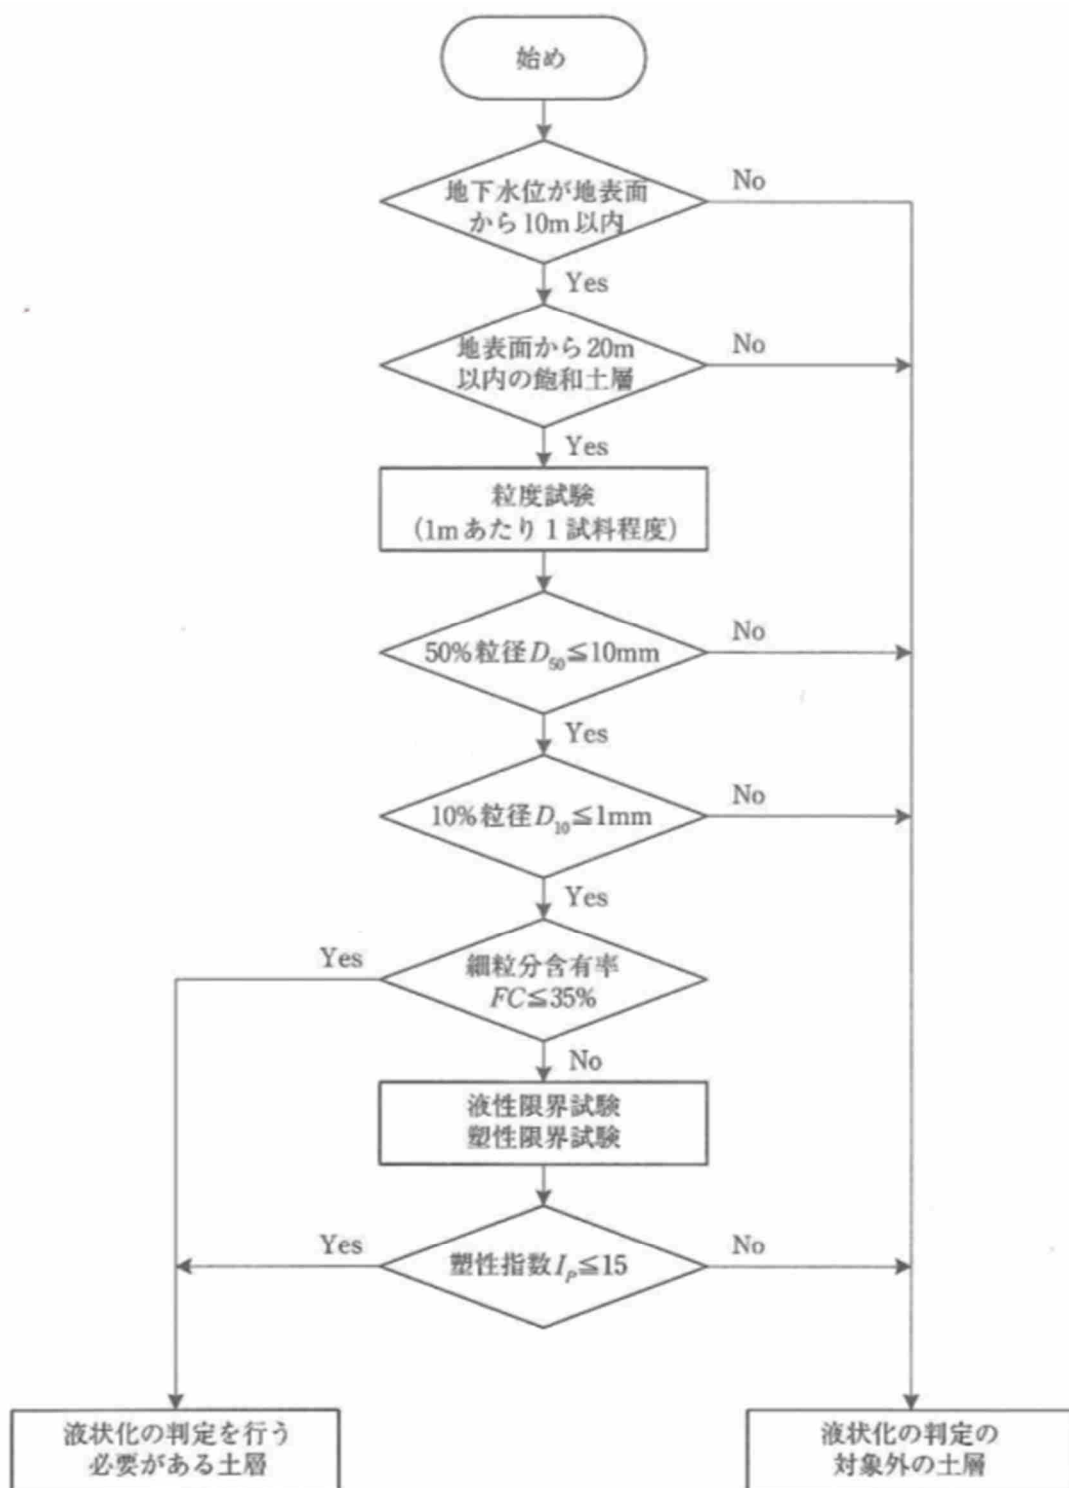 始め
地下水位が地表面
から10m以内
No
Yes
地表面から20m
以内の飽和土層
No
Yes
粒度試験
(1mあたり1試料程度)
50%粒径D50≦10mm
No
Yes
10%粒径D10≦1mm
No
Yes
細粒分含有率
FC≦35%
Yes
No
液性限界試験
塑性限界試験
塑性指数IP≦15
Yes
No
液状化の判定を行う
必要がある土層
液状化の判定の
対象外の土層